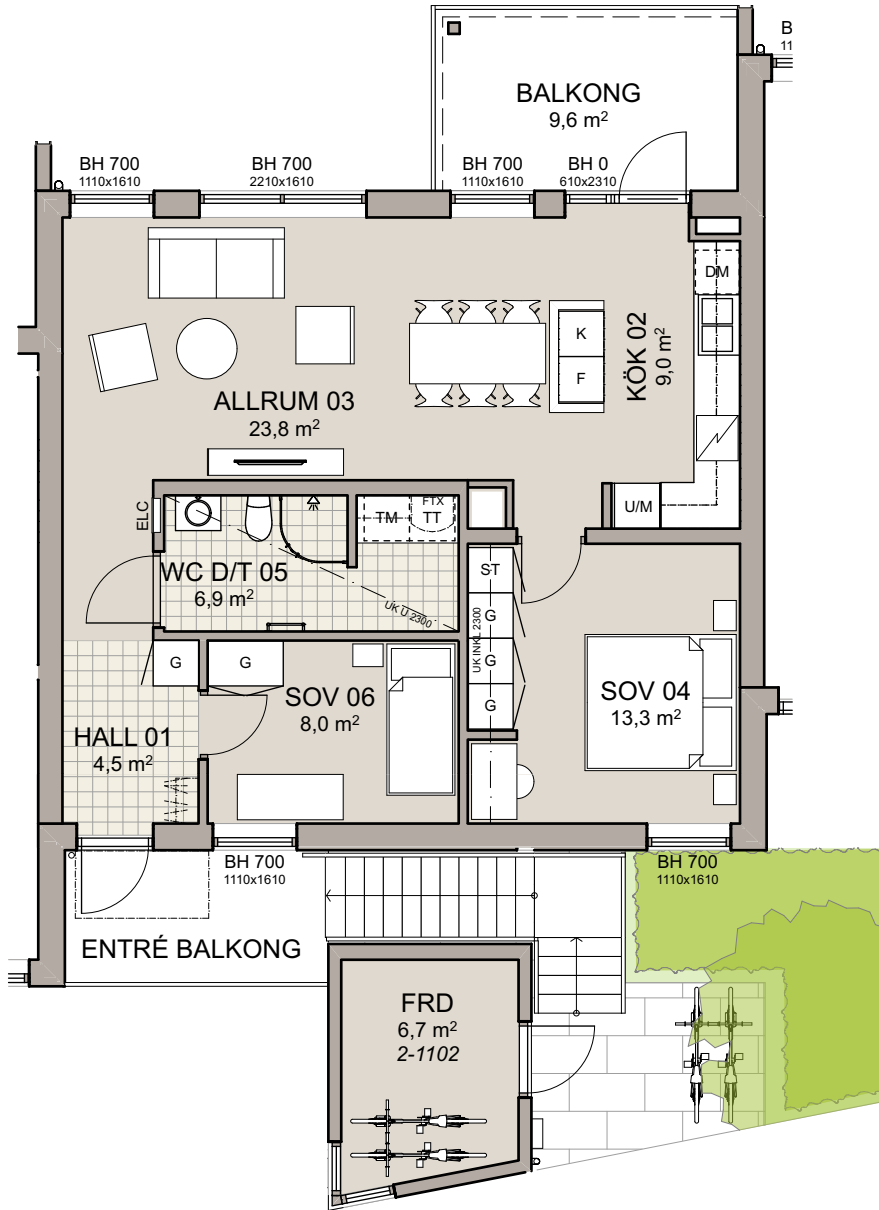 B
11
BALKONG
9,6 m²
BH 700
1110x1610
BH 700
2210x1610
BH 700
1110x1610
BH 0
610x2310
DM
K
F
KÖK 02
9,0 m²
ALLRUM 03
23,8 m²
ELC
TM
FTX
TT
U/M
WC D/T 05
6,9 m²
UK U 2300
ST
G
G
G
UK INKL 2300
G
G
SOV 06
8,0 m²
SOV 04
13,3 m²
HALL 01
4,5 m²
BH 700
1110x1610
BH 700
1110x1610
ENTRÉ BALKONG
FRD
6,7 m²
2-1102